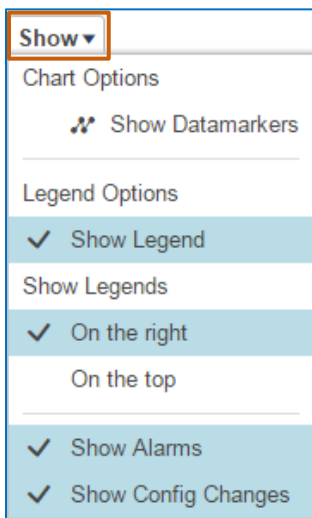 Show
Chart Options
Show Datamarkers
Legend Options
Show Legend
Show Legends
On the right
On the top
Show Alarms
Show Config Changes